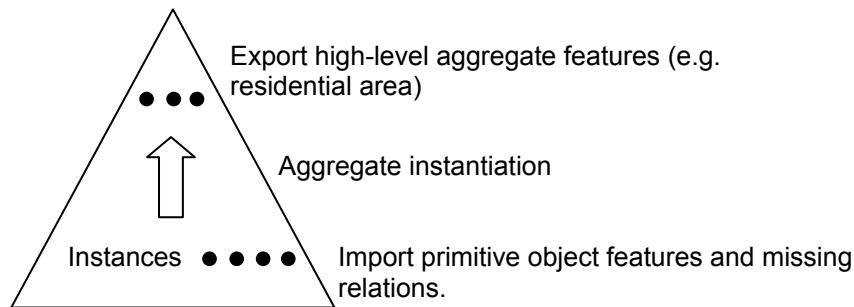 Export high-level aggregate features (e.g.
residential area)
Aggregate instantiation
Instances
Import primitive object features and missing
relations.